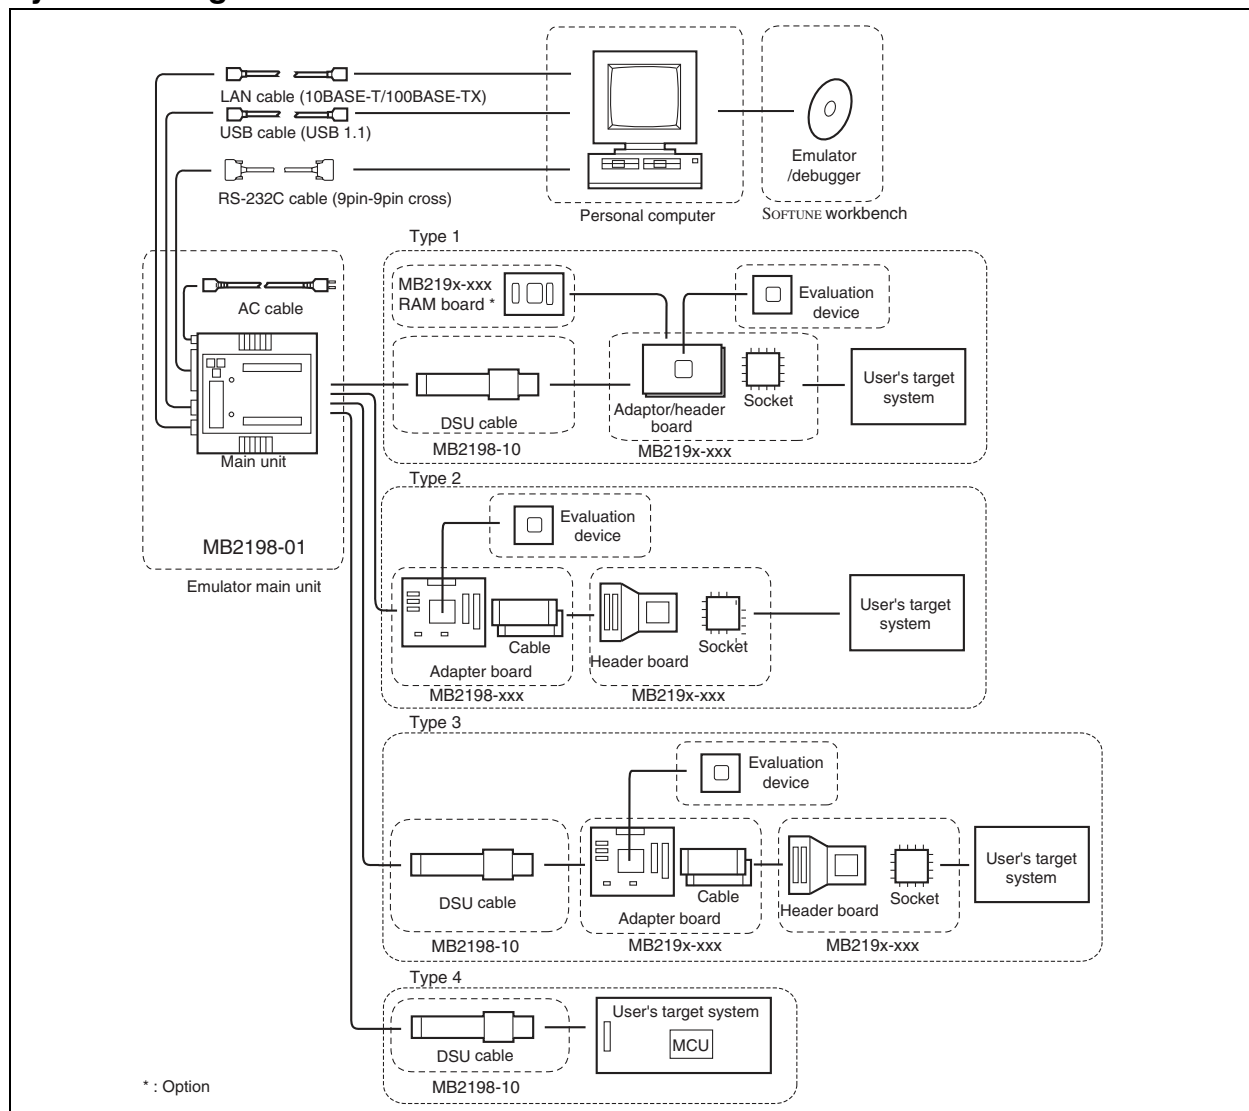 LAN cable (10BASE-T/100BASE-TX)
USB cable (USB 1.1)
RS-232C cable (9pin-9pin cross)
Personal computer
Emulator
/debugger
SOFTUNE workbench
AC cable
Main unit
MB2198-01
Emulator main unit
Type 1
MB219x-xxx
RAM board *
Evaluation
device
DSU cable
MB2198-10
Adaptor/header
board
Socket
MB219x-xxx
User's target
system
Type 2
Evaluation
device
Cable
Adapter board
MB2198-xxx
Header board
Socket
MB219x-xxx
User's target
system
Type 3
Evaluation
device
DSU cable
MB2198-10
Cable
Adapter board
MB219x-xxx
Header board
Socket
MB219x-xxx
User's target
system
Type 4
DSU cable
MB2198-10
User's target system
MCU
* : Option